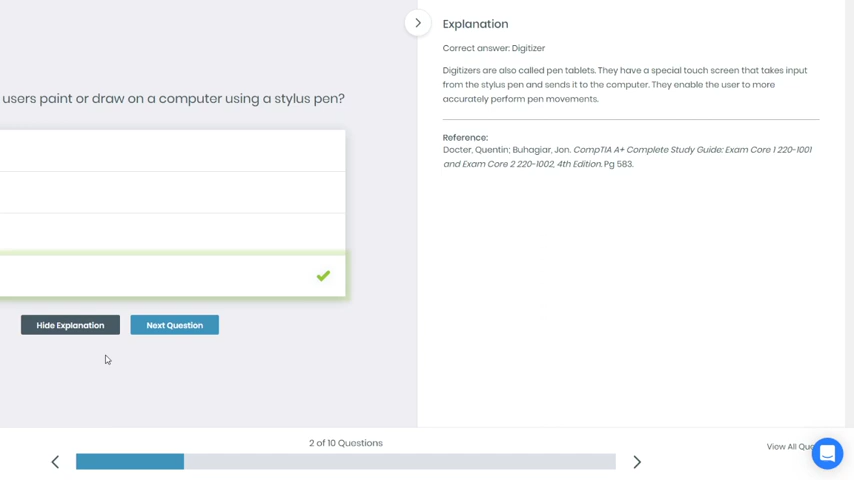 users paint or draw on a computer using a stylus pen?
Hide Explanation
Next Question
Explanation
Correct answer: Digitizer
Digitizers are also called pen tablets. They have a special touch screen that takes input
from the stylus pen and sends it to the computer. They enable the user to more
accurately perform pen movements.
Reference:
Docter, Quentin; Buhagiar, Jon. CompTIA A+ Complete Study Guide: Exam Core 1 220-1001
and Exam Core 2 220-1002, 4th Edition. Pg 583.
2 of 10 Questions
View All